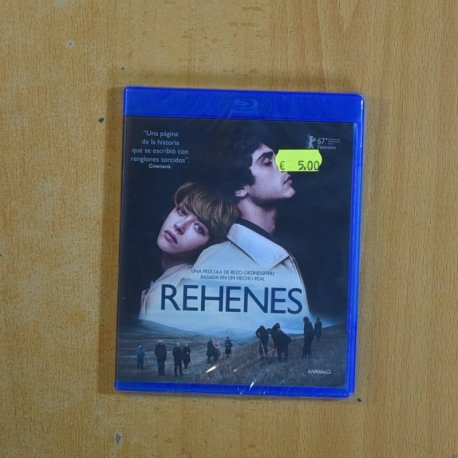 "Una página
de la historia
que se escribió con
renglones torcidos".
Cinemanía
67
Panorama
€ 5,00
UNA PELÍCULA DE REZO GIGINEISHVILI
BASADA EN UN HECHO REAL
REHENES